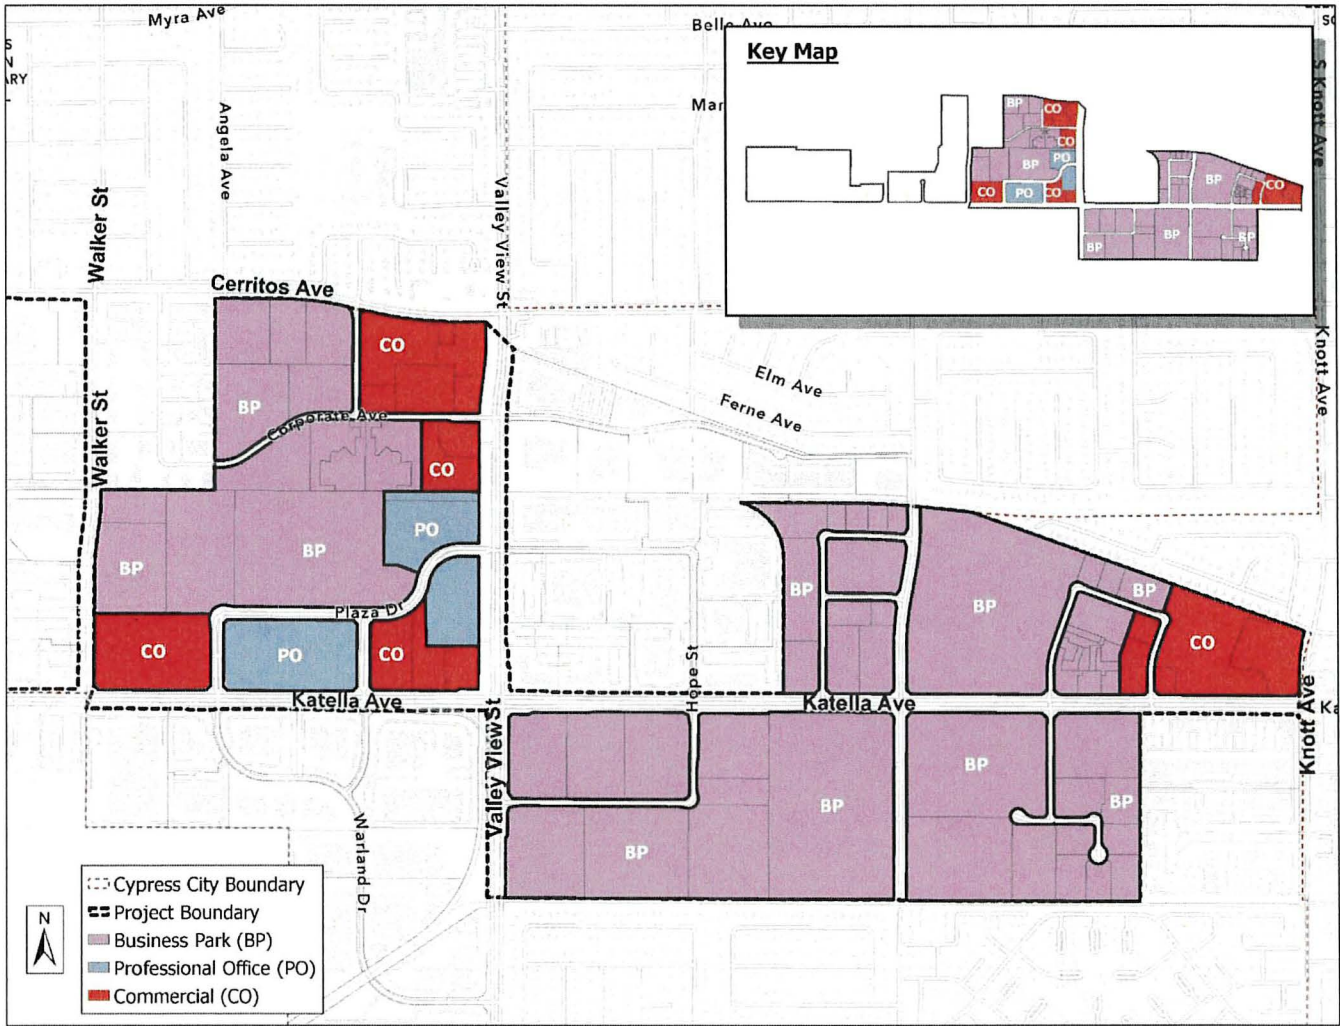 Myra Ave
Belle Ave
S
N
ARY
Mar
Key Map
BP
CO
CO
PO
BP
CO
PO
CO
BP
CO
BP
BP
BP
S Knott Ave
Angela Ave
Walker St
Valley View St
Cerritos Ave
CO
Knott Ave
Elm Ave
Ferne Ave
Walker St
BP
Corporate Ave
CO
PO
BP
BP
Plaza Dr
CO
PO
CO
Katella Ave
BP
BP
BP
CO
Hope St
Katella Ave
Knott Ave
Ka
Valley View St
BP
BP
BP
BP
Warland Dr
N
Cypress City Boundary
Project Boundary
Business Park (BP)
Professional Office (PO)
Commercial (CO)